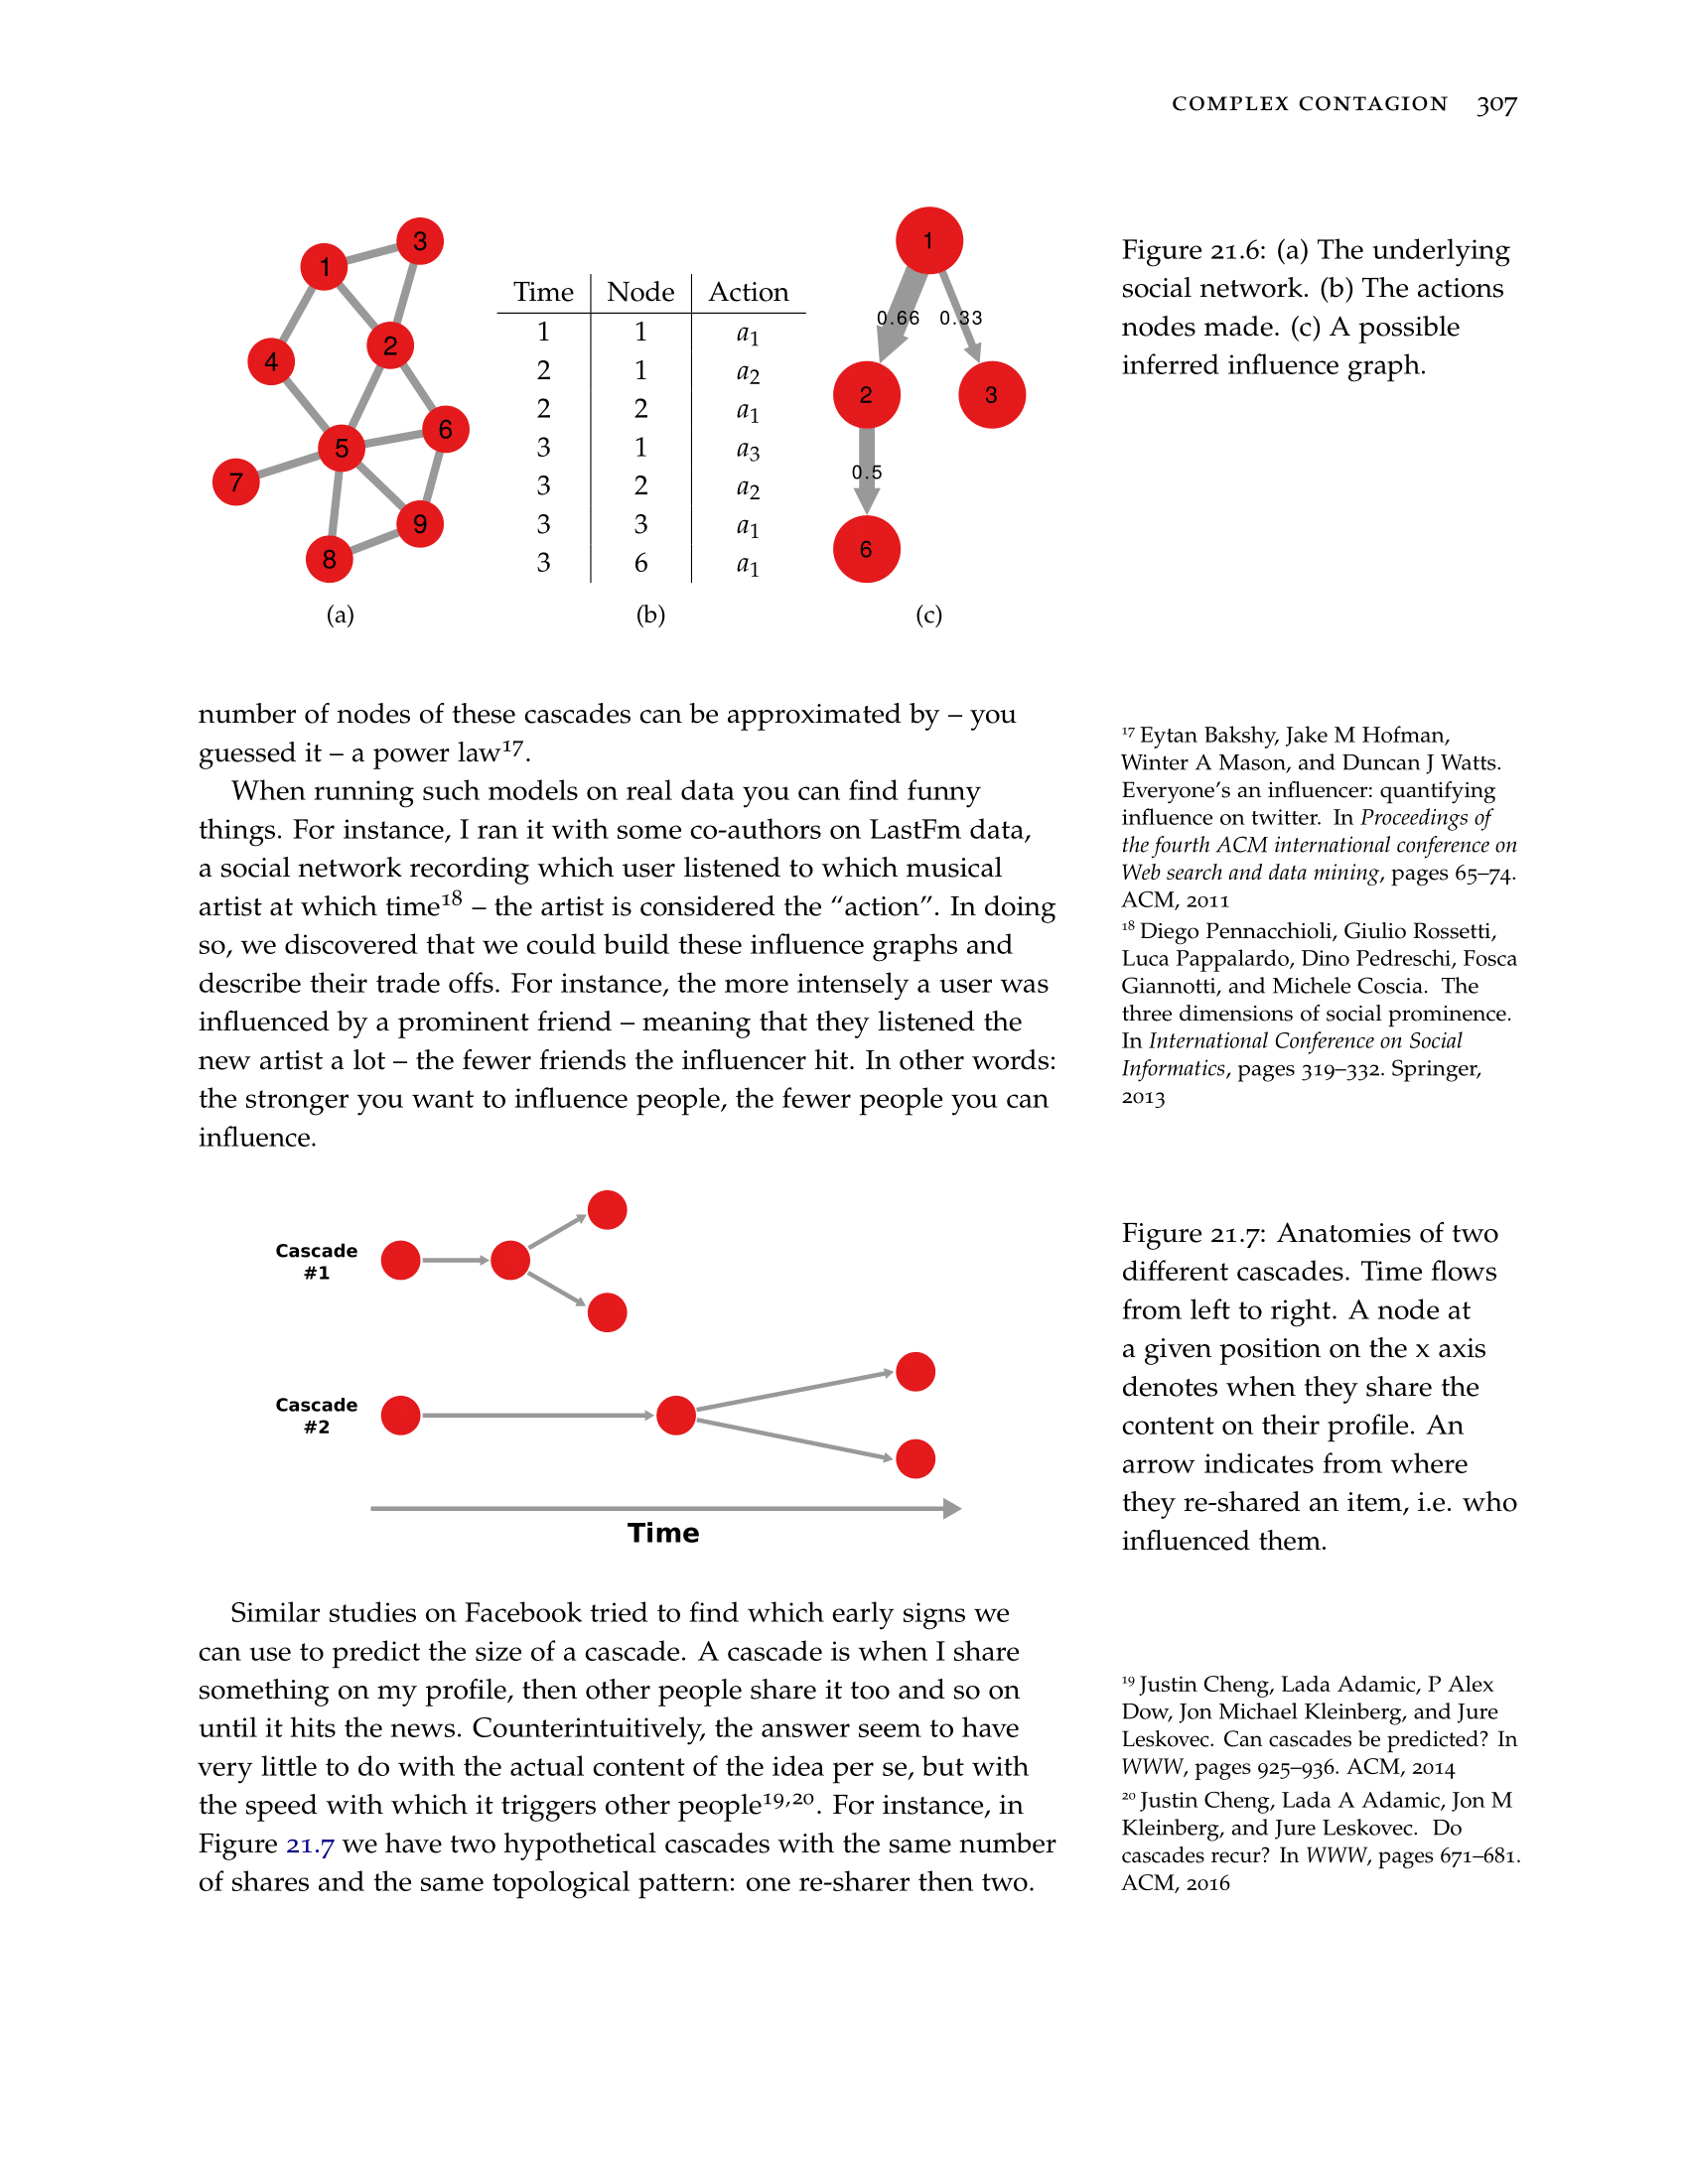 COMPLEX CONTAGION 307
1
3
4
2
6
5
7
9
8
(a)
Time Node Action
1 1 a1
2 1 a2
2 2 a1
3 1 a3
3 2 a2
3 3 a1
3 6 a1
(b)
1
0.66 0.33
2 3
0.5
6
(c)
Figure 21.6: (a) The underlying
social network. (b) The actions
nodes made. (c) A possible
inferred influence graph.
number of nodes of these cascades can be approximated by – you
guessed it – a power law17.
When running such models on real data you can find funny
things. For instance, I ran it with some co-authors on LastFm data,
a social network recording which user listened to which musical
artist at which time18 – the artist is considered the “action”. In doing
so, we discovered that we could build these influence graphs and
describe their trade offs. For instance, the more intensely a user was
influenced by a prominent friend – meaning that they listened the
new artist a lot – the fewer friends the influencer hit. In other words:
the stronger you want to influence people, the fewer people you can
influence.
17 Eytan Bakshy, Jake M Hofman,
Winter A Mason, and Duncan J Watts.
Everyone’s an influencer: quantifying
influence on twitter. In Proceedings of
the fourth ACM international conference on
Web search and data mining, pages 65–74.
ACM, 2011
18 Diego Pennacchioli, Giulio Rossetti,
Luca Pappalardo, Dino Pedreschi, Fosca
Giannotti, and Michele Coscia. The
three dimensions of social prominence.
In International Conference on Social
Informatics, pages 319–332. Springer,
2013
Cascade
#1
Cascade
#2
Time
Figure 21.7: Anatomies of two
different cascades. Time flows
from left to right. A node at
a given position on the x axis
denotes when they share the
content on their profile. An
arrow indicates from where
they re-shared an item, i.e. who
influenced them.
Similar studies on Facebook tried to find which early signs we
can use to predict the size of a cascade. A cascade is when I share
something on my profile, then other people share it too and so on
until it hits the news. Counterintuitively, the answer seem to have
very little to do with the actual content of the idea per se, but with
the speed with which it triggers other people19,20. For instance, in
Figure 21.7 we have two hypothetical cascades with the same number
of shares and the same topological pattern: one re-sharer then two.
19 Justin Cheng, Lada Adamic, P Alex
Dow, Jon Michael Kleinberg, and Jure
Leskovec. Can cascades be predicted? In
WWW, pages 925–936. ACM, 2014
20 Justin Cheng, Lada A Adamic, Jon M
Kleinberg, and Jure Leskovec. Do
cascades recur? In WWW, pages 671–681.
ACM, 2016